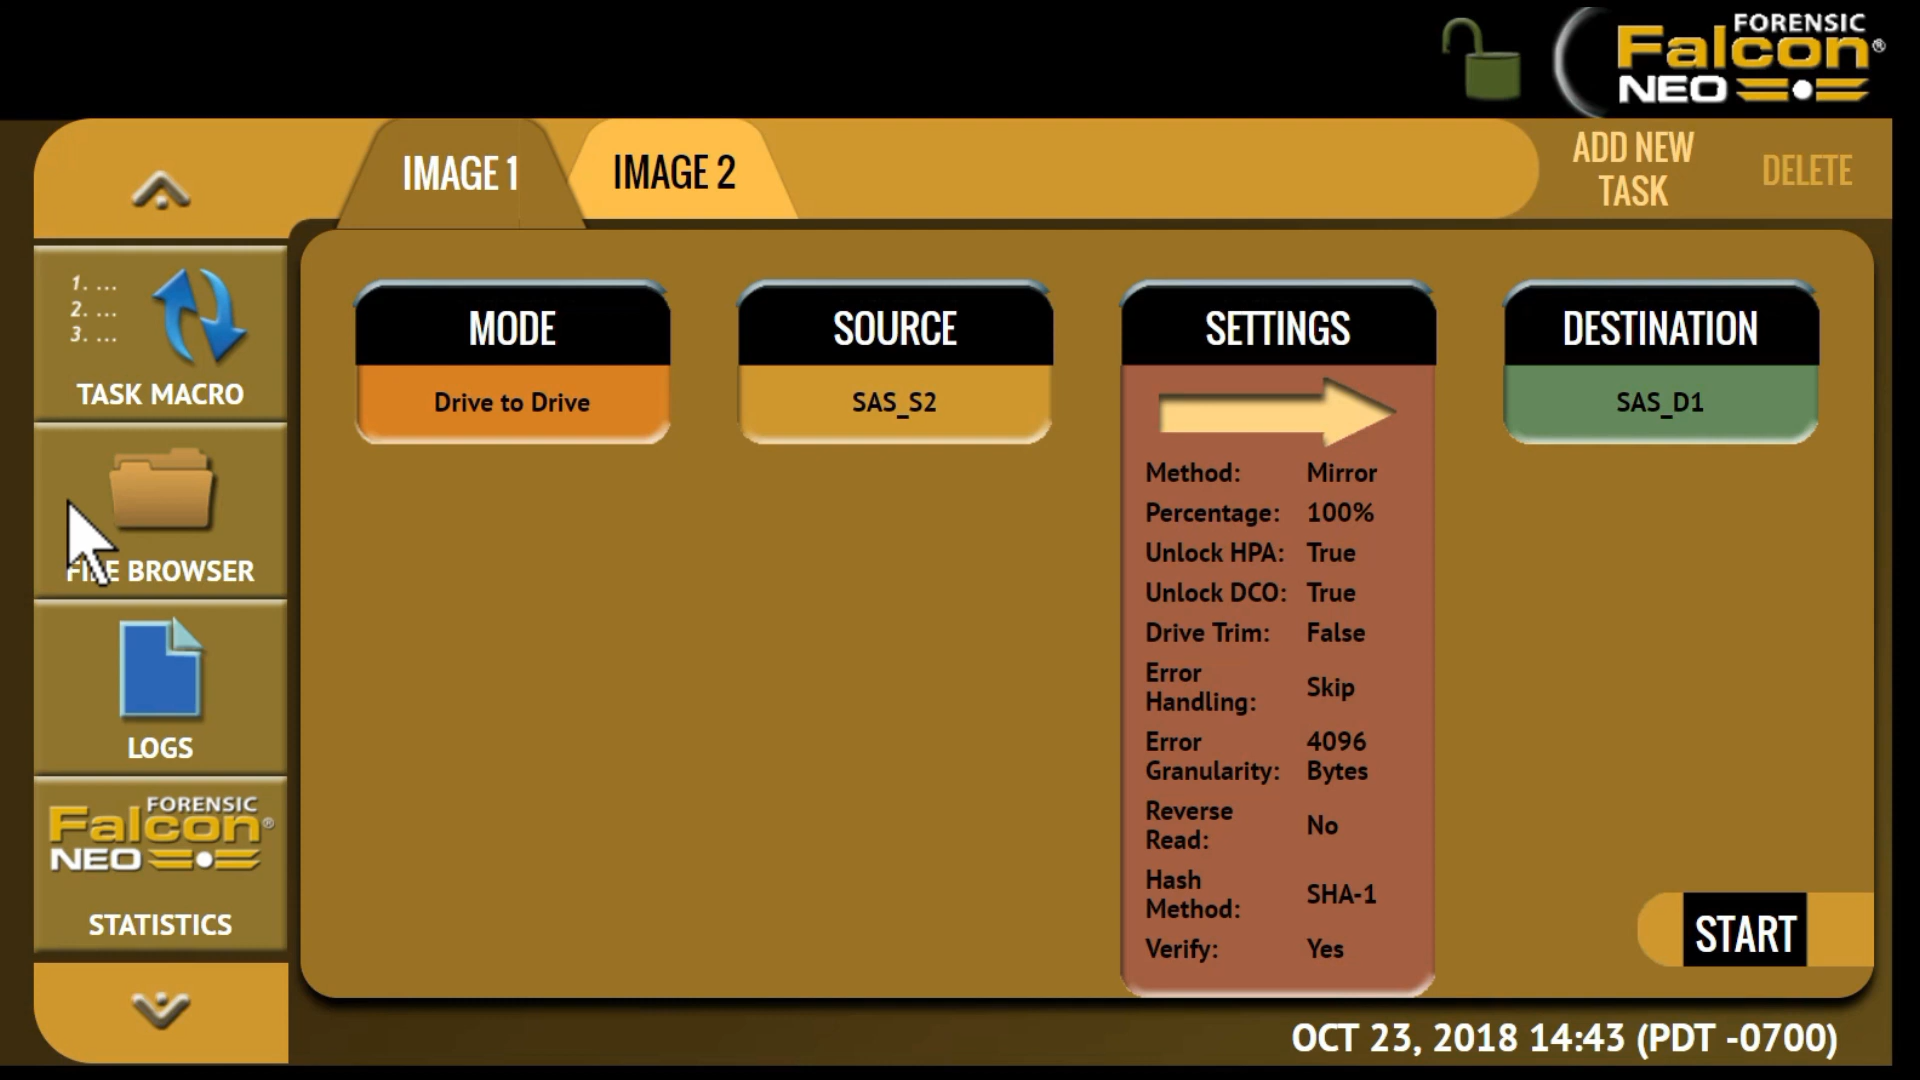 FORENSIC
Falcon®
NEO
IMAGE 1
IMAGE 2
ADD NEW
TASK
DELETE
1. ...
2. ...
3. ...
TASK MACRO
FILE BROWSER
LOGS
FORENSIC
Falcon®
NEO
STATISTICS
MODE
Drive to Drive
SOURCE
SAS_S2
SETTINGS
Method: Mirror
Percentage: 100%
Unlock HPA: True
Unlock DCO: True
Drive Trim: False
Error
Handling: Skip
Error
Granularity: 4096
Bytes
Reverse
Read: No
Hash
Method: SHA-1
Verify: Yes
DESTINATION
SAS_D1
START
OCT 23, 2018 14:43 (PDT -0700)